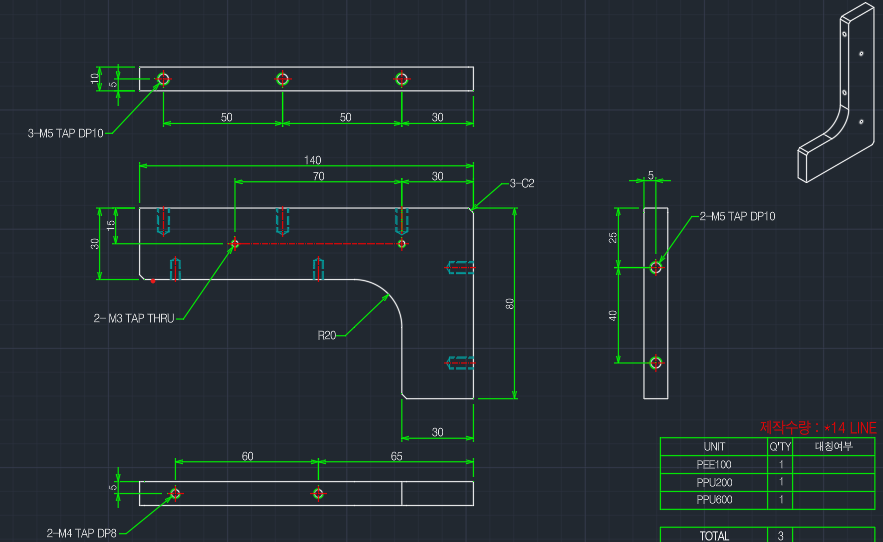 10
5
50
50
30
3-M5 TAP DP10
140
70
30
3-C2
30
15
80
2-M3 TAP THRU
R20
30
5
2-M5 TAP DP10
25
40
60
65
5
2-M4 TAP DP8
제작수량 : *14 LINE
UNIT Q'TY 대칭여부
PEE100 1
PPU200 1
PPU600 1
TOTAL 3